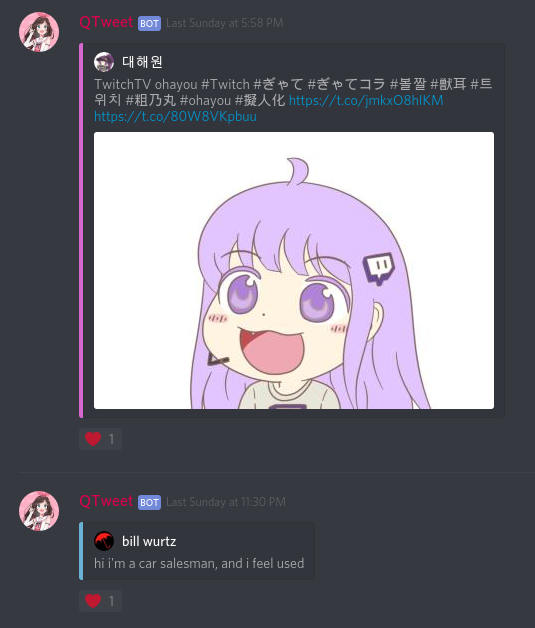 QTweet BOT Last Sunday at 5:58 PM
대해원
TwitchTV ohayou #Twitch #ぎゃて #ぎゃてコラ #볼짤 #獣耳 #트
위치 #粗乃丸 #ohayou #擬人化 https://t.co/jmkxO8hIKM
https://t.co/80W8VKpbuu
1
QTweet BOT Last Sunday at 11:30 PM
bill wurtz
hi i'm a car salesman, and i feel used
1